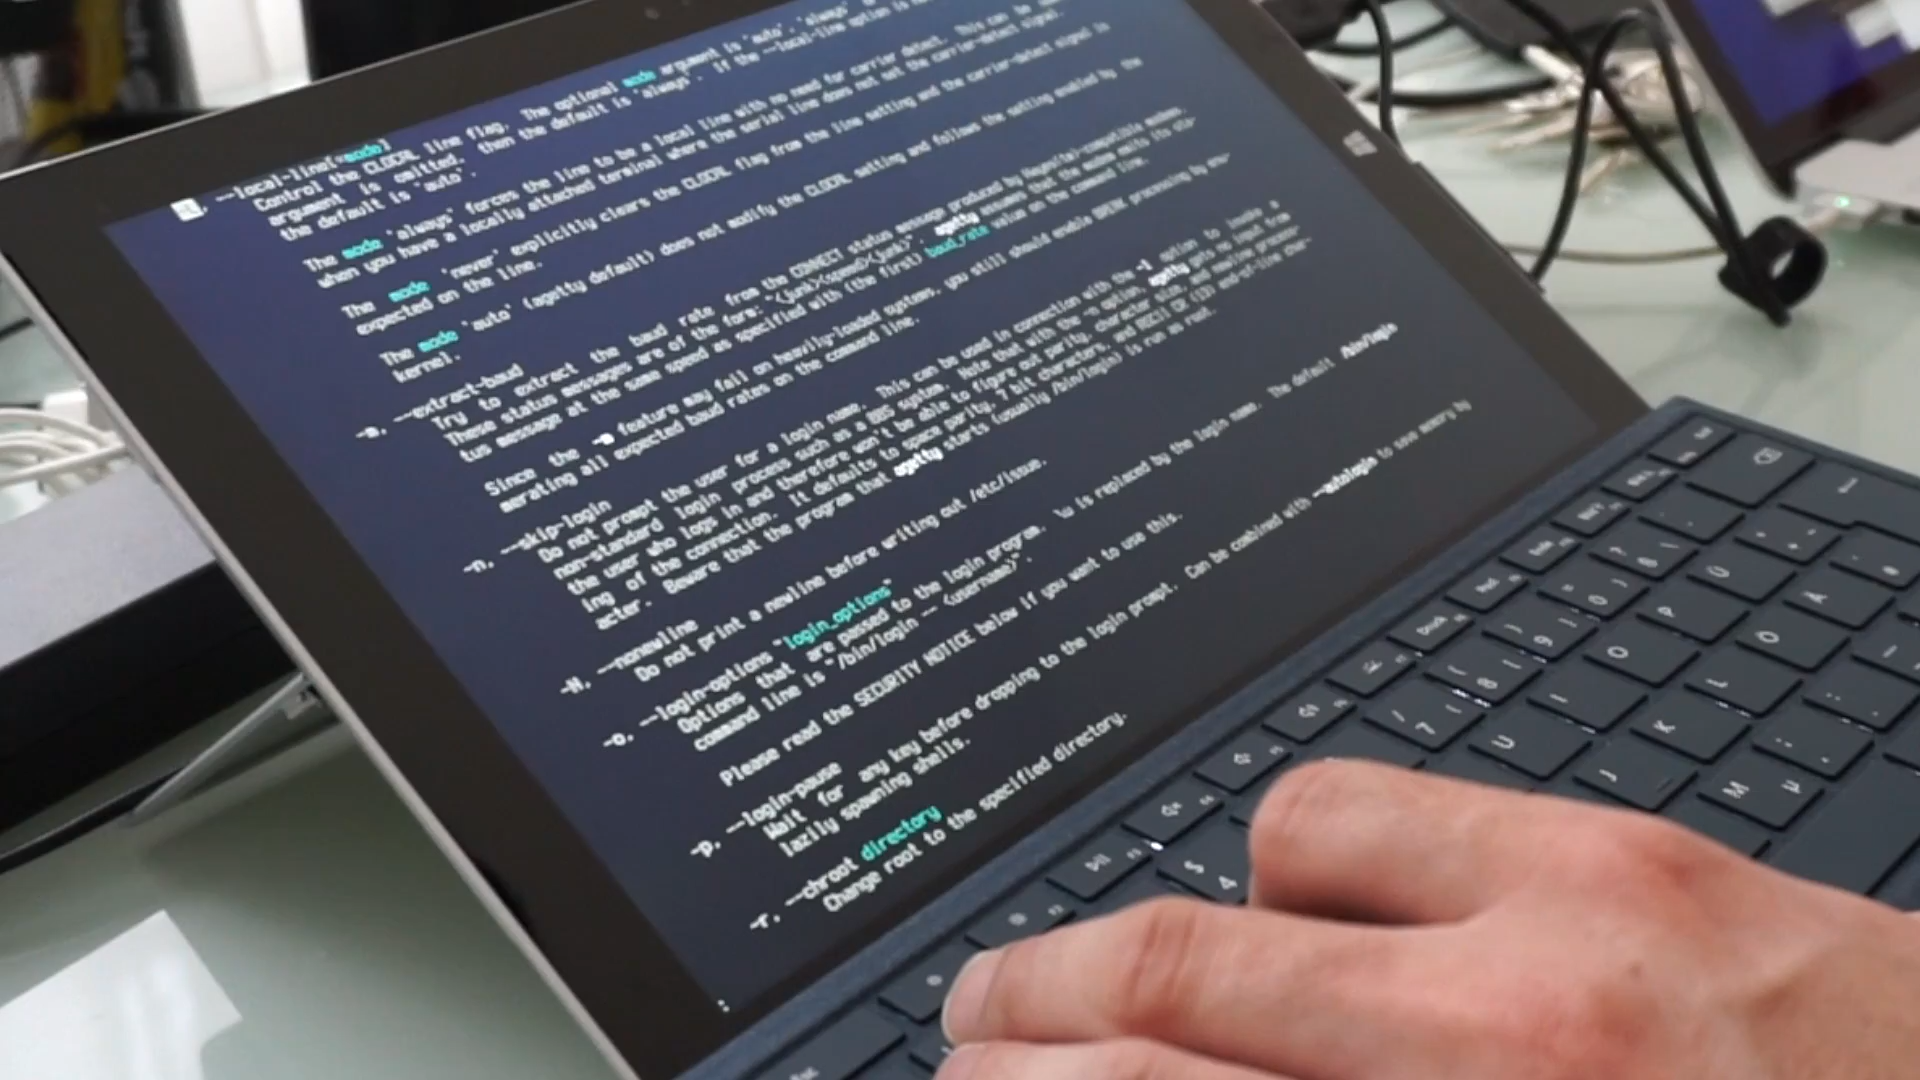 -L, --local-line[=mode]
Control the CLOCAL line flag. The optional mode argument is 'auto', 'always' o
argument is omitted, then the default is 'always'. If the --local-line option is no
the default is 'auto'.
The mode 'always' forces the line to be a local line with no need for carrier detect. This can be
when you have a locally attached terminal where the serial line does not set the carrier-detect signal.
The mode 'never' explicitly clears the CLOCAL flag from the line setting and the carrier-detect signal is
expected on the line.
The mode 'auto' (agetty default) does not modify the CLOCAL setting and follows the setting enabled by the
kernel.
-m, --extract-baud
Try to extract the baud rate from the CONNECT status message produced by Hayes(tm)-compatible modems.
These status messages are of the form: "<junk><speed><junk>". agetty assumes that the modem emits its sta-
tus message at the same speed as specified with (the first) baud_rate value on the command line.
Since the -m feature may fail on heavily-loaded systems, you still should enable BREAK processing by enu-
merating all expected baud rates on the command line.
-n, --skip-login
Do not prompt the user for a login name. This can be used in connection with the -l option to invoke a
non-standard login process such as a BBS system. Note that with the -n option, agetty gets no input from
the user who logs in and therefore won't be able to figure out parity, character size, and newline process-
ing of the connection. It defaults to space parity, 7 bit characters, and ASCII CR (13) end-of-line char-
acter. Beware that the program that agetty starts (usually /bin/login) is run as root.
-N, --nonewline
Do not print a newline before writing out /etc/issue.
-o, --login-options "login_options"
Options that are passed to the login program. \u is replaced by the login name. The default /bin/login
command line is "/bin/login -- <username>".
Please read the SECURITY NOTICE below if you want to use this.
-p, --login-pause
Wait for any key before dropping to the login prompt. Can be combined with --autologin to save memory by
lazily spawning shells.
-r, --chroot directory
Change root to the specified directory.
:
$
4
/
7
(
8
)
9
=
0
?
U
I
O
P
Ü
J
K
L
Ö
Ä
M
µ